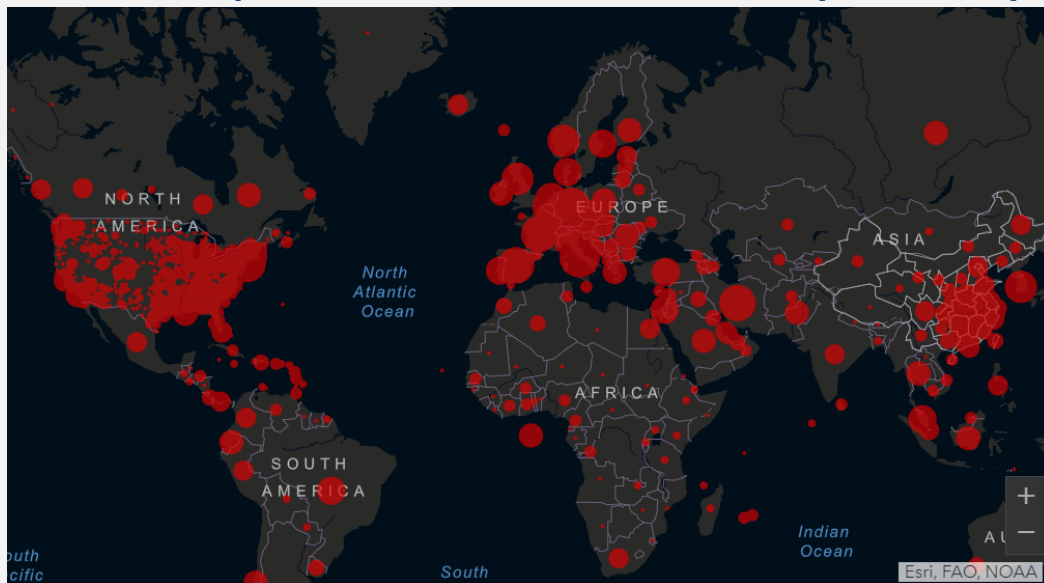 NORTH
AMERICA
EUROPE
ASIA
North
Atlantic
Ocean
AFRICA
SOUTH
AMERICA
Indian
Ocean
South
+
−
Esri, FAO, NOAA